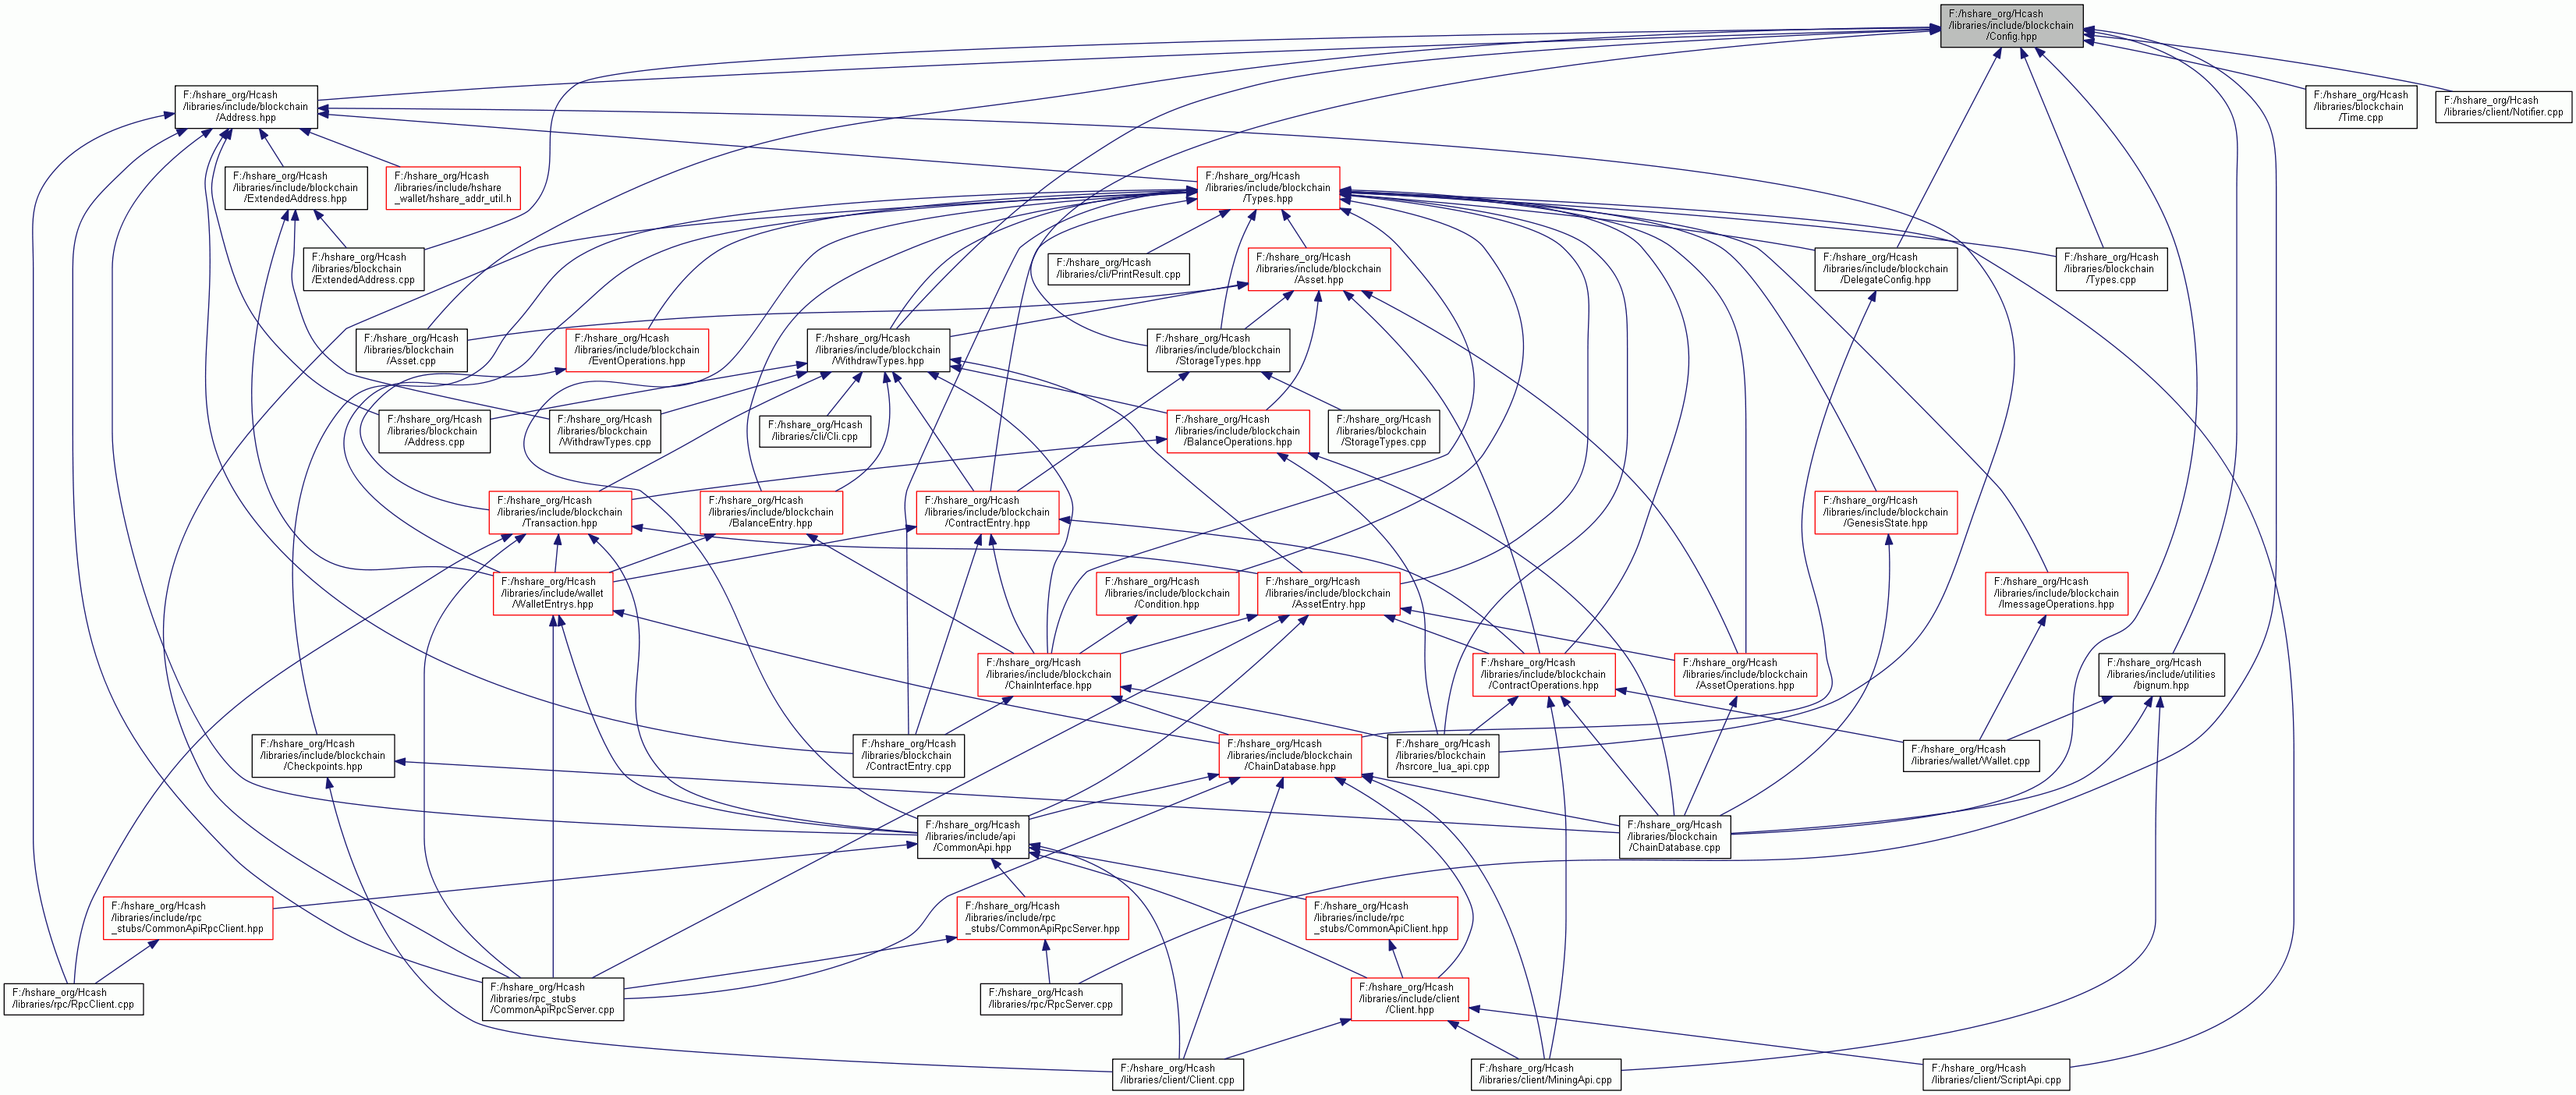 F:/hshare_org/Hcash
/libraries/include/blockchain
/Config.hpp
F:/hshare_org/Hcash
/libraries/include/blockchain
/Address.hpp
F:/hshare_org/Hcash
/libraries/blockchain
/Time.cpp
F:/hshare_org/Hcash
/libraries/client/Notifier.cpp
F:/hshare_org/Hcash
/libraries/include/blockchain
/ExtendedAddress.hpp
F:/hshare_org/Hcash
/libraries/include/hshare
_wallet/hshare_addr_util.h
F:/hshare_org/Hcash
/libraries/include/blockchain
/Types.hpp
F:/hshare_org/Hcash
/libraries/blockchain
/ExtendedAddress.cpp
F:/hshare_org/Hcash
/libraries/cli/PrintResult.cpp
F:/hshare_org/Hcash
/libraries/include/blockchain
/Asset.hpp
F:/hshare_org/Hcash
/libraries/include/blockchain
/DelegateConfig.hpp
F:/hshare_org/Hcash
/libraries/blockchain
/Types.cpp
F:/hshare_org/Hcash
/libraries/blockchain
/Asset.cpp
F:/hshare_org/Hcash
/libraries/include/blockchain
/EventOperations.hpp
F:/hshare_org/Hcash
/libraries/include/blockchain
/WithdrawTypes.hpp
F:/hshare_org/Hcash
/libraries/include/blockchain
/StorageTypes.hpp
F:/hshare_org/Hcash
/libraries/blockchain
/Address.cpp
F:/hshare_org/Hcash
/libraries/blockchain
/WithdrawTypes.cpp
F:/hshare_org/Hcash
/libraries/cli/Cli.cpp
F:/hshare_org/Hcash
/libraries/include/blockchain
/BalanceOperations.hpp
F:/hshare_org/Hcash
/libraries/blockchain
/StorageTypes.cpp
F:/hshare_org/Hcash
/libraries/include/blockchain
/Transaction.hpp
F:/hshare_org/Hcash
/libraries/include/blockchain
/BalanceEntry.hpp
F:/hshare_org/Hcash
/libraries/include/blockchain
/ContractEntry.hpp
F:/hshare_org/Hcash
/libraries/include/blockchain
/GenesisState.hpp
F:/hshare_org/Hcash
/libraries/include/wallet
/WalletEntrys.hpp
F:/hshare_org/Hcash
/libraries/include/blockchain
/Condition.hpp
F:/hshare_org/Hcash
/libraries/include/blockchain
/AssetEntry.hpp
F:/hshare_org/Hcash
/libraries/include/blockchain
/ImessageOperations.hpp
F:/hshare_org/Hcash
/libraries/include/blockchain
/ChainInterface.hpp
F:/hshare_org/Hcash
/libraries/include/blockchain
/ContractOperations.hpp
F:/hshare_org/Hcash
/libraries/include/blockchain
/AssetOperations.hpp
F:/hshare_org/Hcash
/libraries/include/utilities
/bignum.hpp
F:/hshare_org/Hcash
/libraries/include/blockchain
/Checkpoints.hpp
F:/hshare_org/Hcash
/libraries/blockchain
/ContractEntry.cpp
F:/hshare_org/Hcash
/libraries/include/blockchain
/ChainDatabase.hpp
F:/hshare_org/Hcash
/libraries/blockchain
/hsrcore_lua_api.cpp
F:/hshare_org/Hcash
/libraries/wallet/Wallet.cpp
F:/hshare_org/Hcash
/libraries/include/api
/CommonApi.hpp
F:/hshare_org/Hcash
/libraries/blockchain
/ChainDatabase.cpp
F:/hshare_org/Hcash
/libraries/include/rpc
_stubs/CommonApiRpcClient.hpp
F:/hshare_org/Hcash
/libraries/include/rpc
_stubs/CommonApiRpcServer.hpp
F:/hshare_org/Hcash
/libraries/include/rpc
_stubs/CommonApiClient.hpp
F:/hshare_org/Hcash
/libraries/rpc/RpcClient.cpp
F:/hshare_org/Hcash
/libraries/rpc_stubs
/CommonApiRpcServer.cpp
F:/hshare_org/Hcash
/libraries/rpc/RpcServer.cpp
F:/hshare_org/Hcash
/libraries/include/client
/Client.hpp
F:/hshare_org/Hcash
/libraries/client/Client.cpp
F:/hshare_org/Hcash
/libraries/client/MiningApi.cpp
F:/hshare_org/Hcash
/libraries/client/ScriptApi.cpp